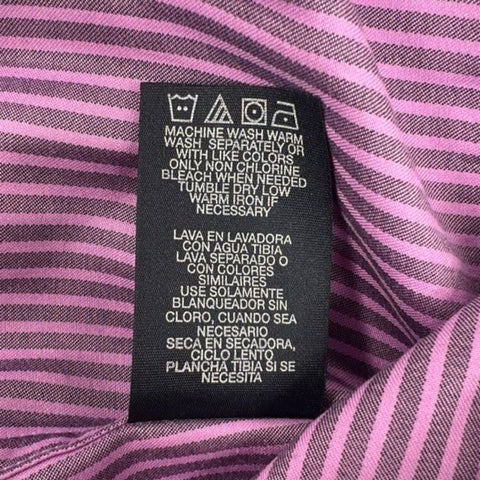 MACHINE WASH WARM
WASH SEPARATELY OR
WITH LIKE COLORS
ONLY NON CHLORINE
BLEACH WHEN NEEDED
TUMBLE DRY LOW
WARM IRON IF
NECESSARY
LAVA EN LAVADORA
CON AGUA TIBIA
LAVA SEPARADO O
CON COLORES
SIMILAIRES
USE SOLAMENTE
BLANQUEADOR SIN
CLORO, CUANDO SEA
NECESARIO
SECA EN SECADORA,
CICLO LENTO
PLANCHA TIBIA SI SE
NECESITA